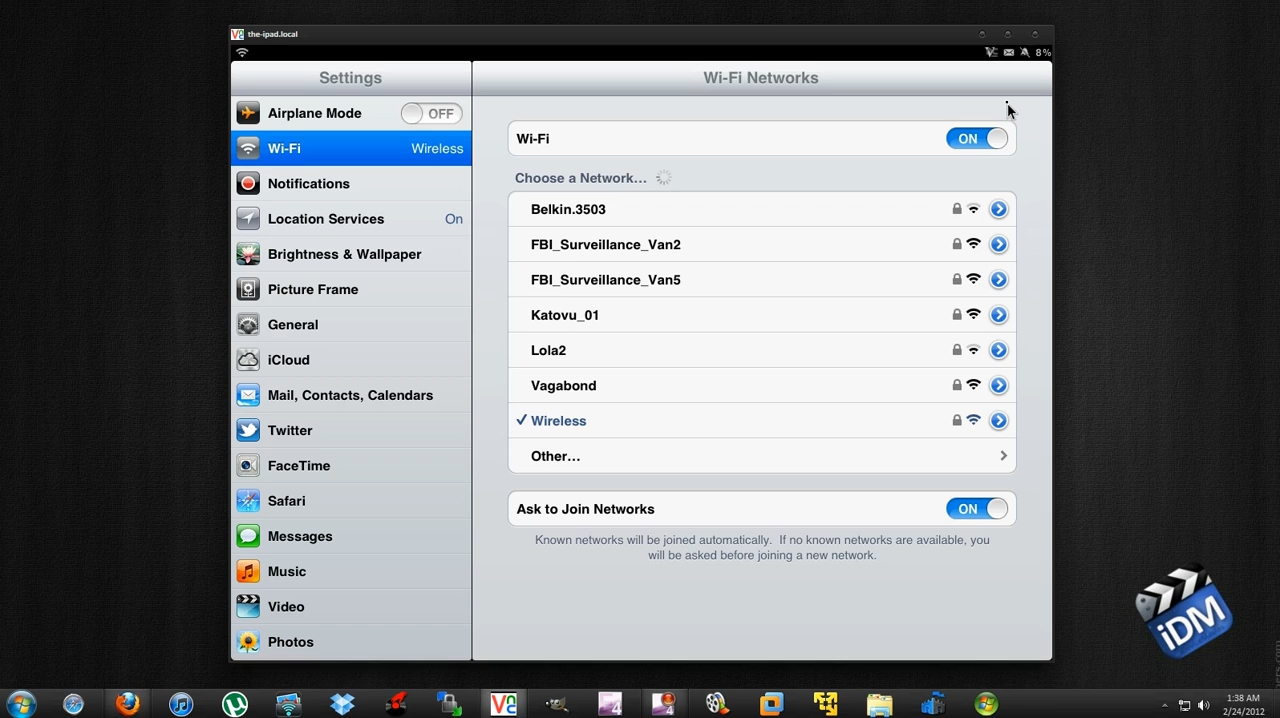 the-ipad.local
8%
Settings
Wi-Fi Networks
Airplane Mode OFF
Wi-Fi Wireless
Notifications
Location Services On
Brightness & Wallpaper
Picture Frame
General
iCloud
Mail, Contacts, Calendars
Twitter
FaceTime
Safari
Messages
Music
Video
Photos
Wi-Fi ON
Choose a Network...
Belkin.3503
FBI_Surveillance_Van2
FBI_Surveillance_Van5
Katovu_01
Lola2
Vagabond
Wireless
Other...
Ask to Join Networks ON
Known networks will be joined automatically. If no known networks are available, you
will be asked before joining a new network.
iDM
1:38 AM
2/24/2012